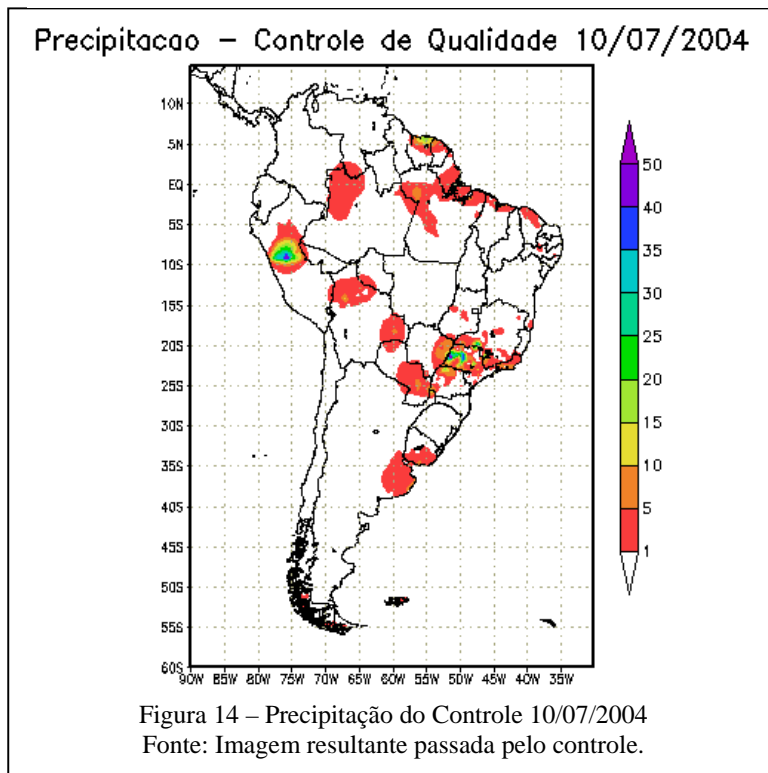 Precipitacao – Controle de Qualidade 10/07/2004
10N
5N
EQ
5S
10S
15S
20S
25S
30S
35S
40S
45S
50S
55S
60S
90W 85W 80W 75W 70W 65W 60W 55W 50W 45W 40W 35W
50
40
35
30
25
20
15
10
5
1
Figura 14 – Precipitação do Controle 10/07/2004
Fonte: Imagem resultante passada pelo controle.